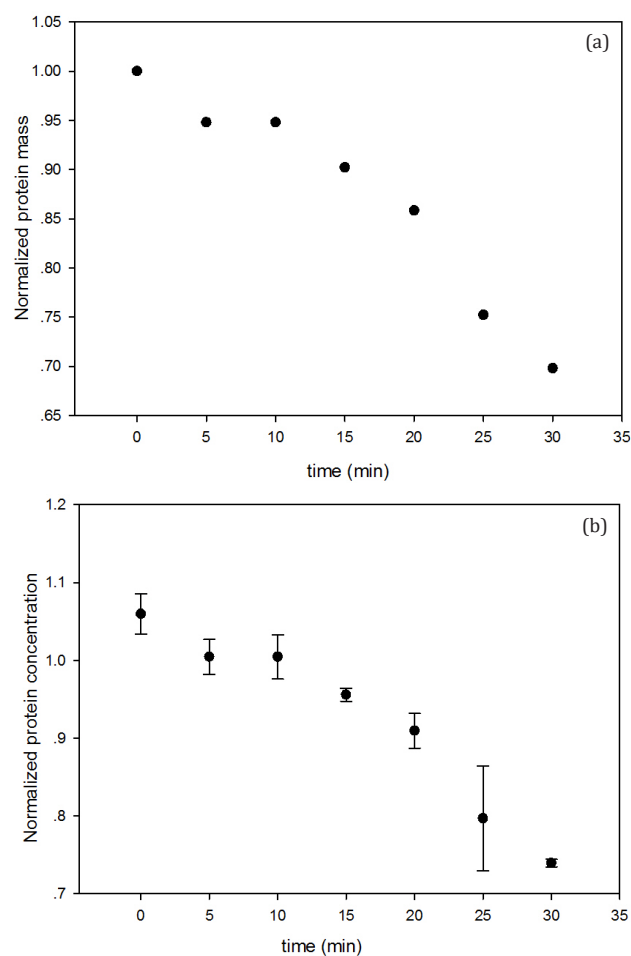 (a)
1.05
1.00
.95
.90
.85
.80
.75
.70
.65
Normalized protein mass
0 5 10 15 20 25 30 35
time (min)
(b)
1.2
1.1
1.0
.9
.8
.7
Normalized protein concentration
0 5 10 15 20 25 30 35
time (min)